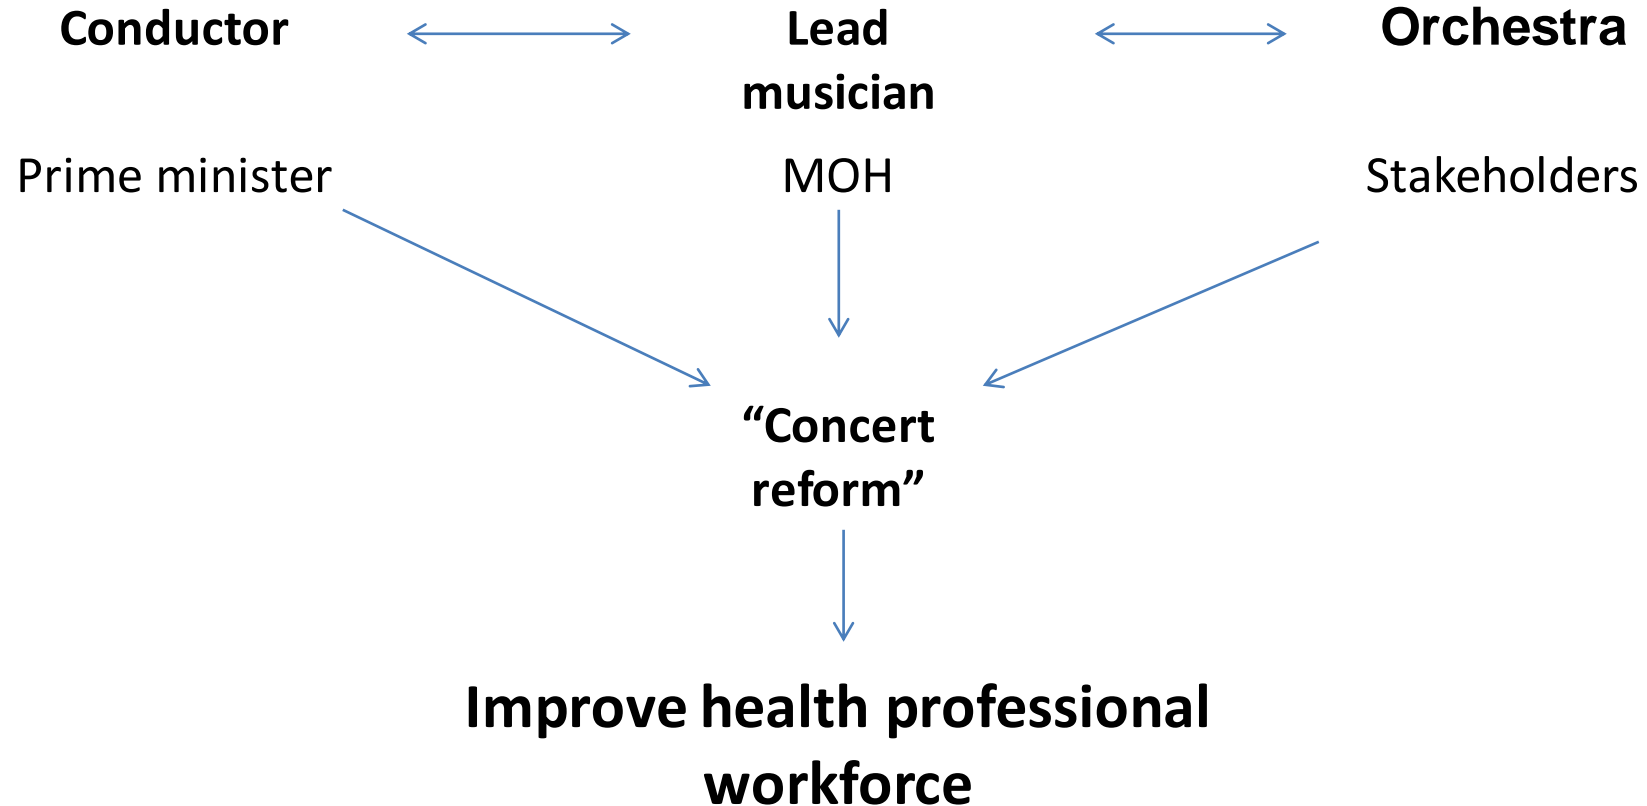 Conductor Lead Orchestra
musician
Prime minister MOH Stakeholders
“Concert
reform”
Improve health professional
workforce